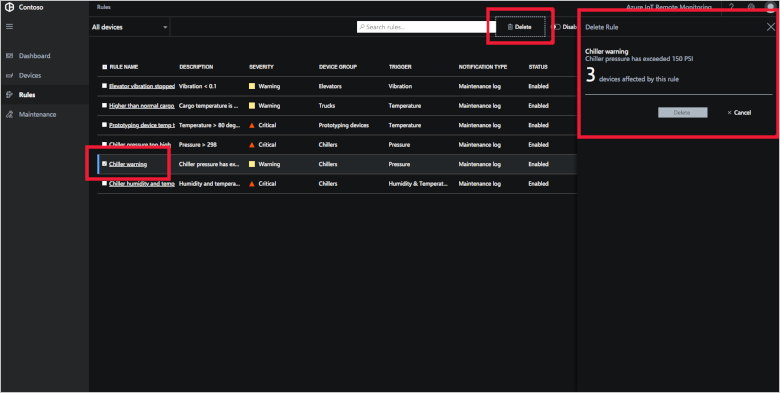 Contoso
Rules
Azure IoT Remote Monitoring
?
All devices
Search rules...
Delete
Disab
Delete Rule
Chiller warning
Chiller pressure has exceeded 150 PSI
3 devices affected by this rule
Delete
× Cancel
Dashboard
Devices
Rules
Maintenance
RULE NAME DESCRIPTION SEVERITY DEVICE GROUP TRIGGER NOTIFICATION TYPE STATUS
Elevator vibration stopped Vibration < 0.1 Warning Elevators Vibration Maintenance log Enabled
Higher than normal cargo Cargo temperature is ... Warning Trucks Temperature Maintenance log Enabled
Prototyping device temp t Temperature > 80 deg... Critical Prototyping devices Temperature Maintenance log Enabled
Chiller pressure too high Pressure > 298 Critical Chillers Pressure Maintenance log Enabled
Chiller warning Chiller pressure has ex... Warning Chillers Pressure Maintenance log Enabled
Chiller humidity and temp Humidity and tempera... Critical Chillers Humidity & Temperat... Maintenance log Enabled